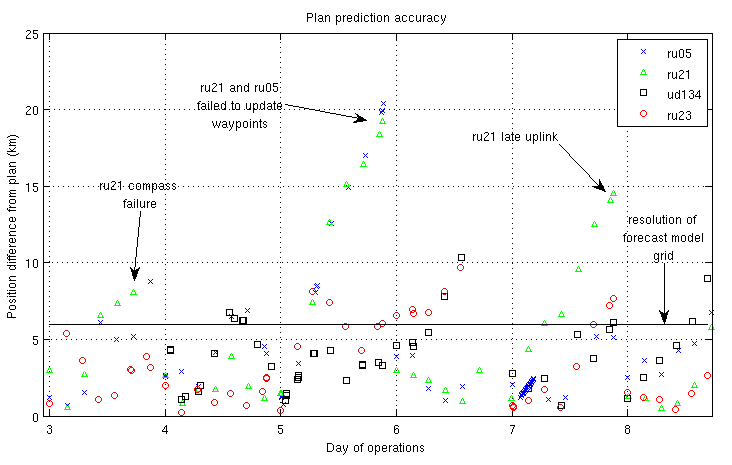 Plan prediction accuracy
25
20
15
10
5
0
Position difference from plan (km)
ru21 and ru05
failed to update
waypoints
ru21 compass
failure
ru21 late uplink
resolution of
forecast model
grid
ru05
ru21
ud134
ru23
3
4
5
6
7
8
Day of operations